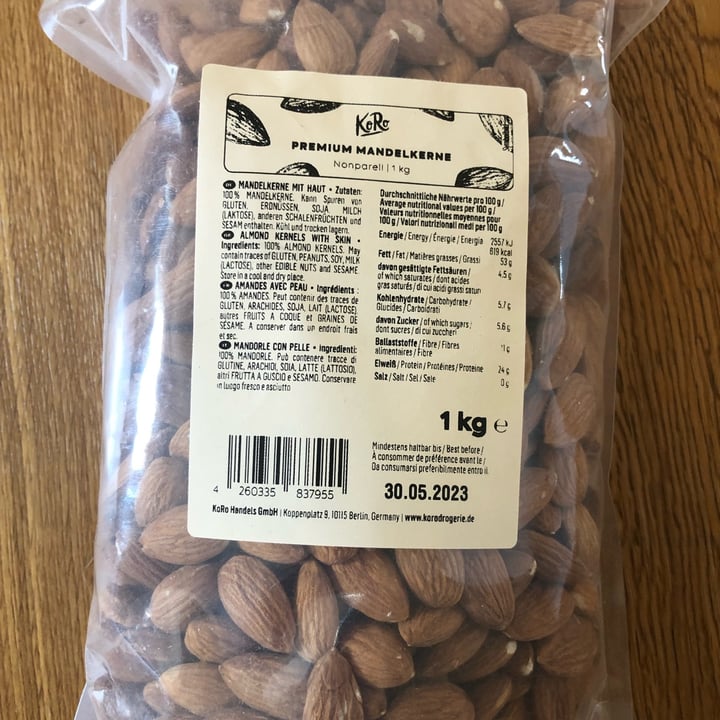 KoRo
PREMIUM MANDELKERNE
Nonpareil | 1 kg
DE MANDELKERNE MIT HAUT • Zutaten:
100% MANDELKERNE. Kann Spuren von
GLUTEN, ERDNÜSSEN, SOJA, MILCH
(LAKTOSE), anderen SCHALENFRÜCHTEN und
SESAM enthalten. Kühl und trocken lagern.
ALMOND KERNELS WITH SKIN •
Ingredients: 100% ALMOND KERNELS. May
contain traces of GLUTEN, PEANUTS, SOY, MILK
(LACTOSE), other EDIBLE NUTS and SESAME.
Store in a cool and dry place.
AMANDES AVEC PEAU • Ingrédients :
100% AMANDES. Peut contenir des traces de
GLUTEN, ARACHIDES, SOJA, LAIT (LACTOSE)
autres FRUITS A COQUE et GRAINES DE
SÉSAME. A conserver dans un endroit frais
et sec.
IT MANDORLE CON PELLE • Ingredienti:
100% MANDORLE. Può contenere tracce di
GLUTINE, ARACHIDI, SOIA, LATTE (LATTOSIO),
altri FRUTTA A GUSCIO e SESAMO. Conservare
in luogo fresco e asciutto
Durchschnittliche Nährwerte pro 100 g /
Average nutritional values per 100 g /
Valeurs nutritionnelles moyennes pour
100 g / Valori nutrizionali medi per 100 g
Energie / Energy / Énergie / Energia 2557 kJ
619 kcal
Fett / Fat / Matières grasses / Grassi 53 g
davon gesättigte Fettsäuren / 4,5 g
of which saturates / dont acides
gras saturés / di cui acidi grassi saturi
Kohlenhydrate / Carbohydrate / 5,7 g
Glucides / Carboidrati
davon Zucker / of which sugars / 5,6 g
dont sucres / di cui zuccheri
Ballaststoffe / Fibre / Fibres
alimentaires / Fibre
Eiweiß / Protein / Protéines / Proteine 24 g
Salz / Salt / Sel / Sale 0 g
1 kg e
Mindestens haltbar bis / Best before /
À consommer de préférence avant le /
Da consumarsi preferibilmente entro il
30.05.2023
4 260335 837955
KoRo Handels GmbH | Koppenplatz 9, 10115 Berlin, Germany | www.korodrogerie.de